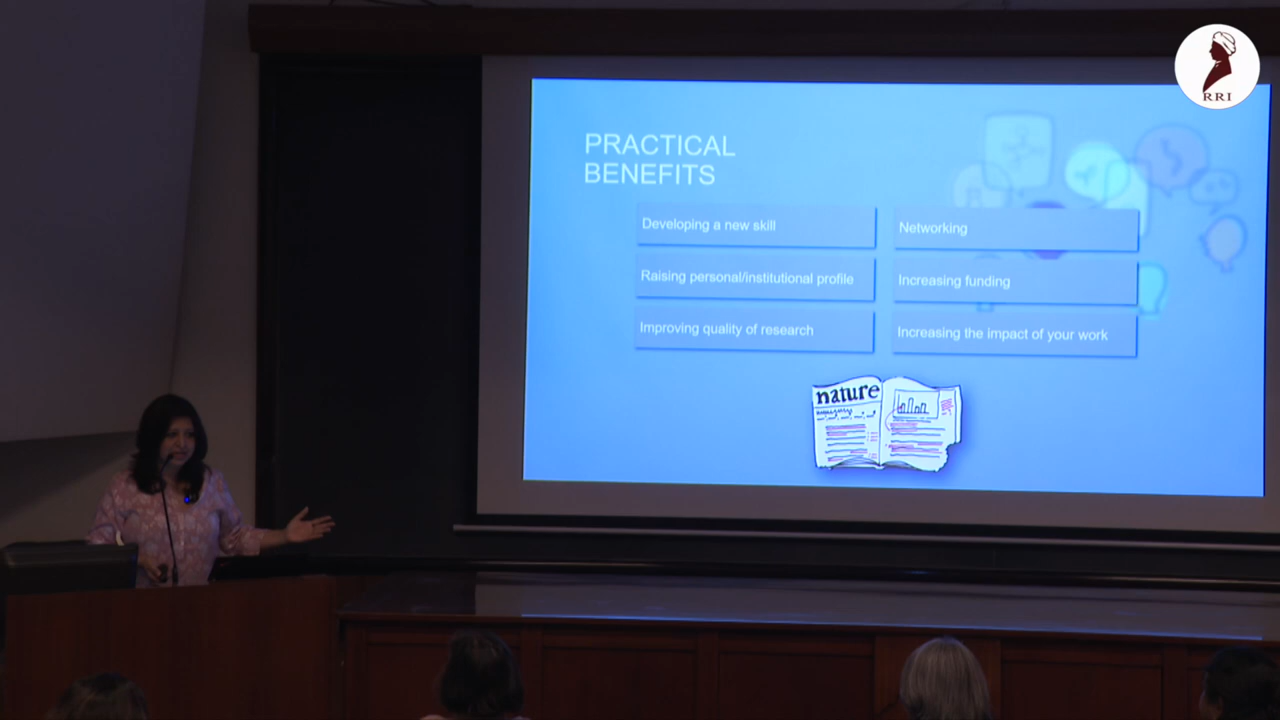 RRI
PRACTICAL
BENEFITS
Developing a new skill
Networking
Raising personal/institutional profile
Increasing funding
Improving quality of research
Increasing the impact of your work
nature